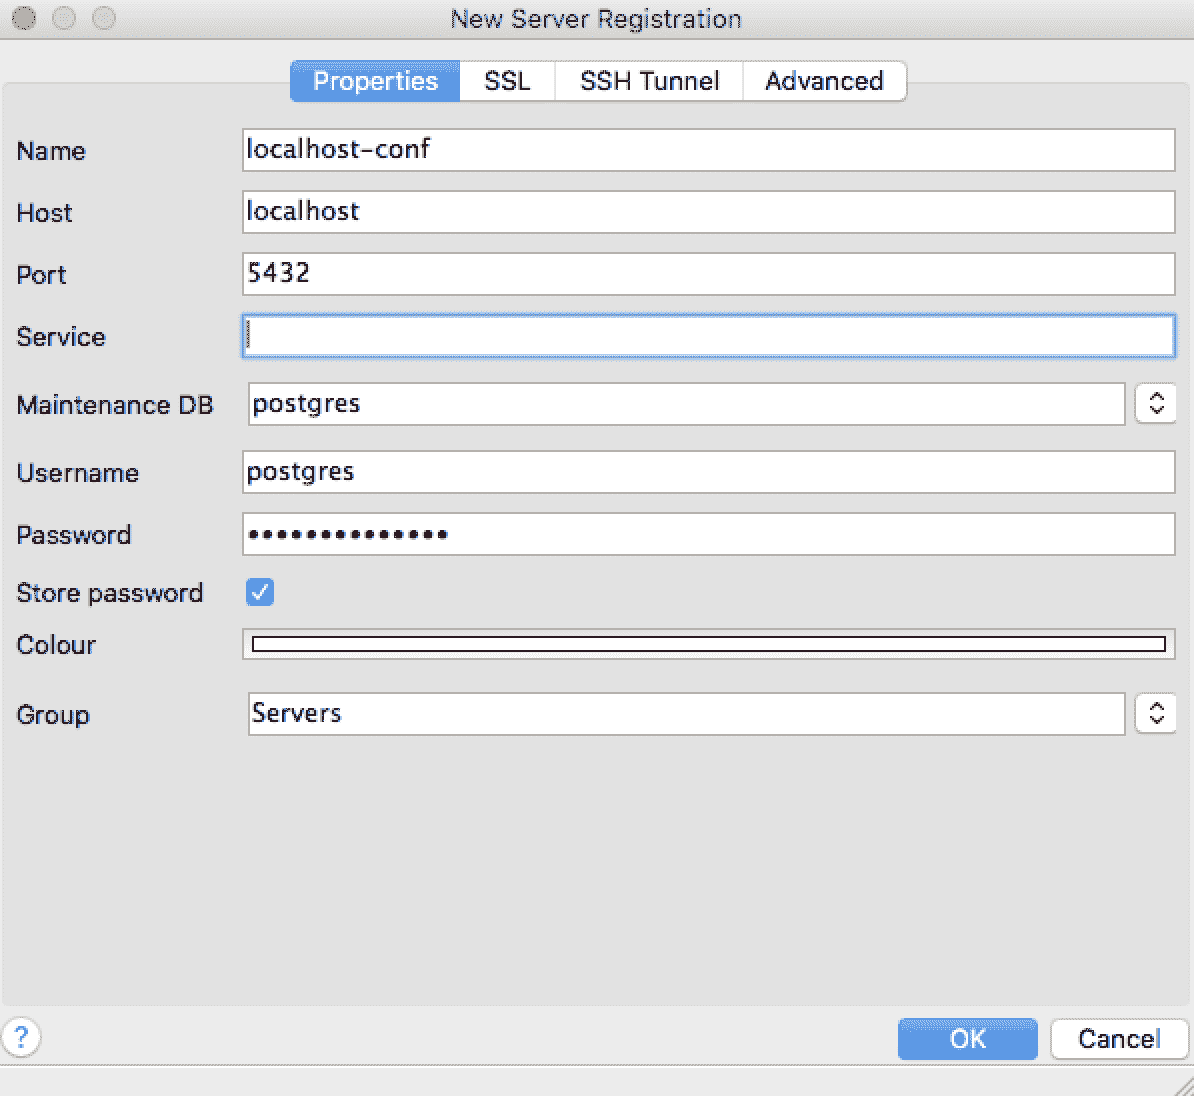 New Server Registration
Properties SSL SSH Tunnel Advanced
Name localhost-conf
Host localhost
Port 5432
Service
Maintenance DB postgres
Username postgres
Password ••••••••••••••
Store password
Colour
Group Servers
? OK Cancel